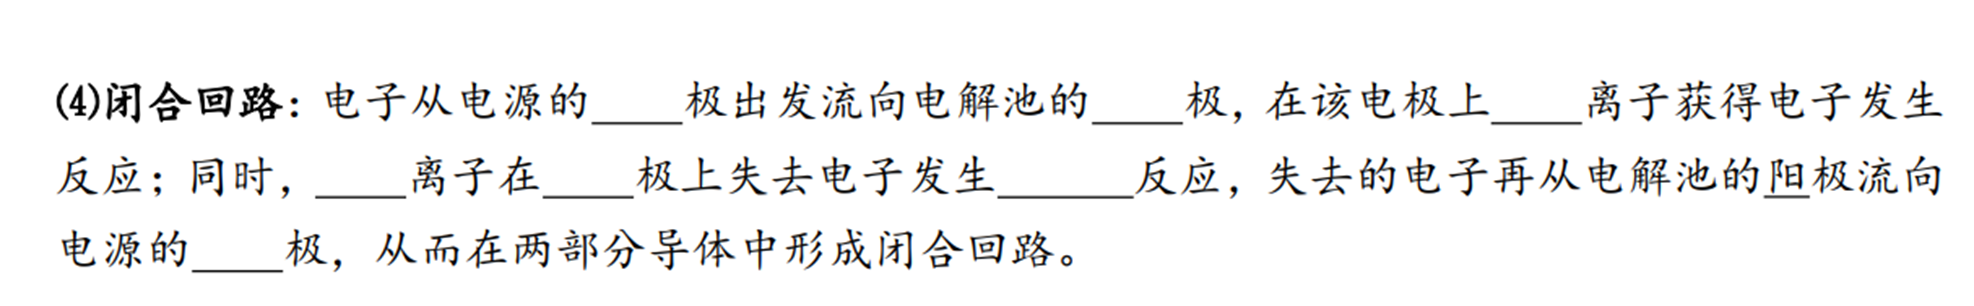 (4)闭合回路：电子从电源的____极出发流向电解池的____极，在该电极上____离子获得电子发生
反应；同时，____离子在____极上失去电子发生______反应，失去的电子再从电解池的阳极流向
电源的____极，从而在两部分导体中形成闭合回路。